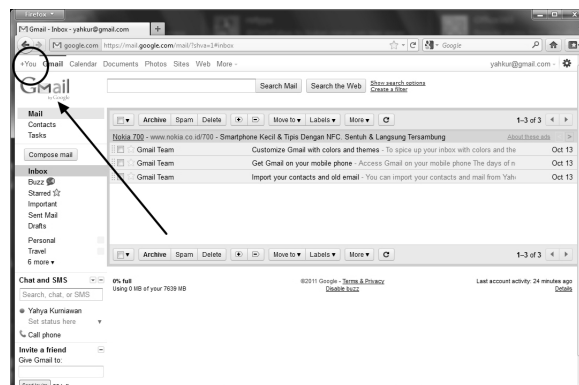 Firefox
Gmail - Inbox - yahkur@gmail.com
google.com https://mail.google.com/mail/?shva=1#inbox
Google
+You Gmail Calendar Documents Photos Sites Web More
yahkur@gmail.com
Gmail
by Google
Search Mail Search the Web Show search options
Create a filter
Mail
Contacts
Tasks
Compose mail
Inbox
Buzz
Starred
Important
Sent Mail
Drafts
Personal
Travel
6 more
Archive Spam Delete Move to Labels More 1–3 of 3
Nokia 700 - www.nokia.co.id/700 - Smartphone Kecil & Tipis Dengan NFC. Sentuh & Langsung Tersambung About these ads >
Gmail Team Customize Gmail with colors and themes - To spice up your inbox with colors and the Oct 13
Gmail Team Get Gmail on your mobile phone - Access Gmail on your mobile phone The days of n Oct 13
Gmail Team Import your contacts and old email - You can import your contacts and mail from Yah Oct 13
Archive Spam Delete Move to Labels More 1–3 of 3
Chat and SMS
Search, chat, or SMS
Yahya Kurniawan
Set status here
Call phone
Invite a friend
Give Gmail to:
0% full
Using 0 MB of your 7639 MB
©2011 Google - Terms & Privacy
Disable buzz
Last account activity: 24 minutes ago
Details